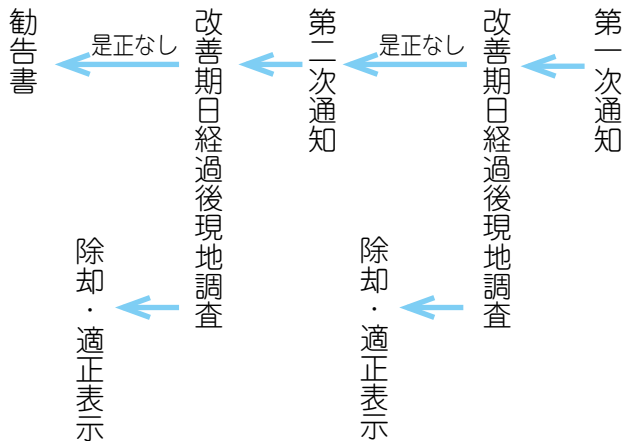 第一次通知
改善期日経過後現地調査
是正なし
除却・適正表示
第二次通知
改善期日経過後現地調査
是正なし
除却・適正表示
勧告書